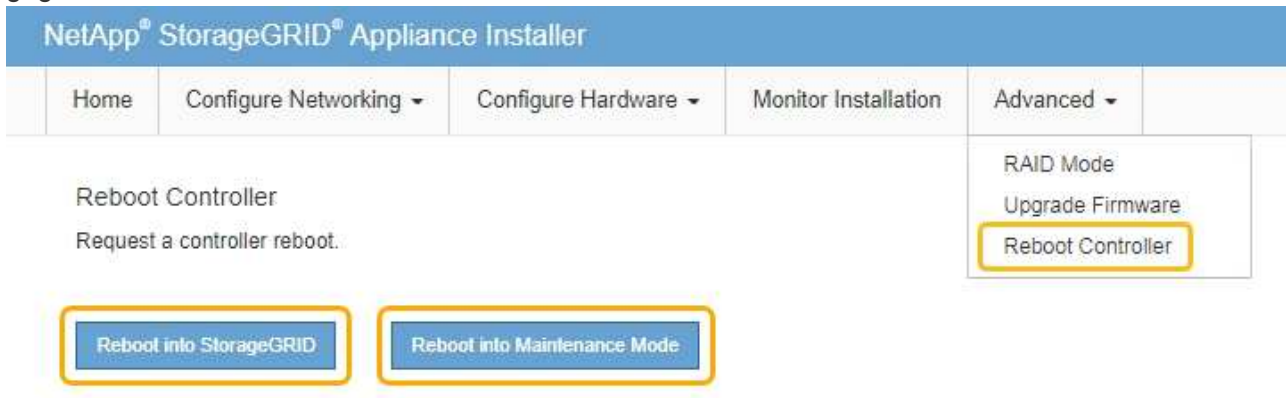 NetApp® StorageGRID® Appliance Installer
Home Configure Networking Configure Hardware Monitor Installation Advanced
RAID Mode
Upgrade Firmware
Reboot Controller
Reboot Controller
Request a controller reboot.
Reboot into StorageGRID Reboot into Maintenance Mode